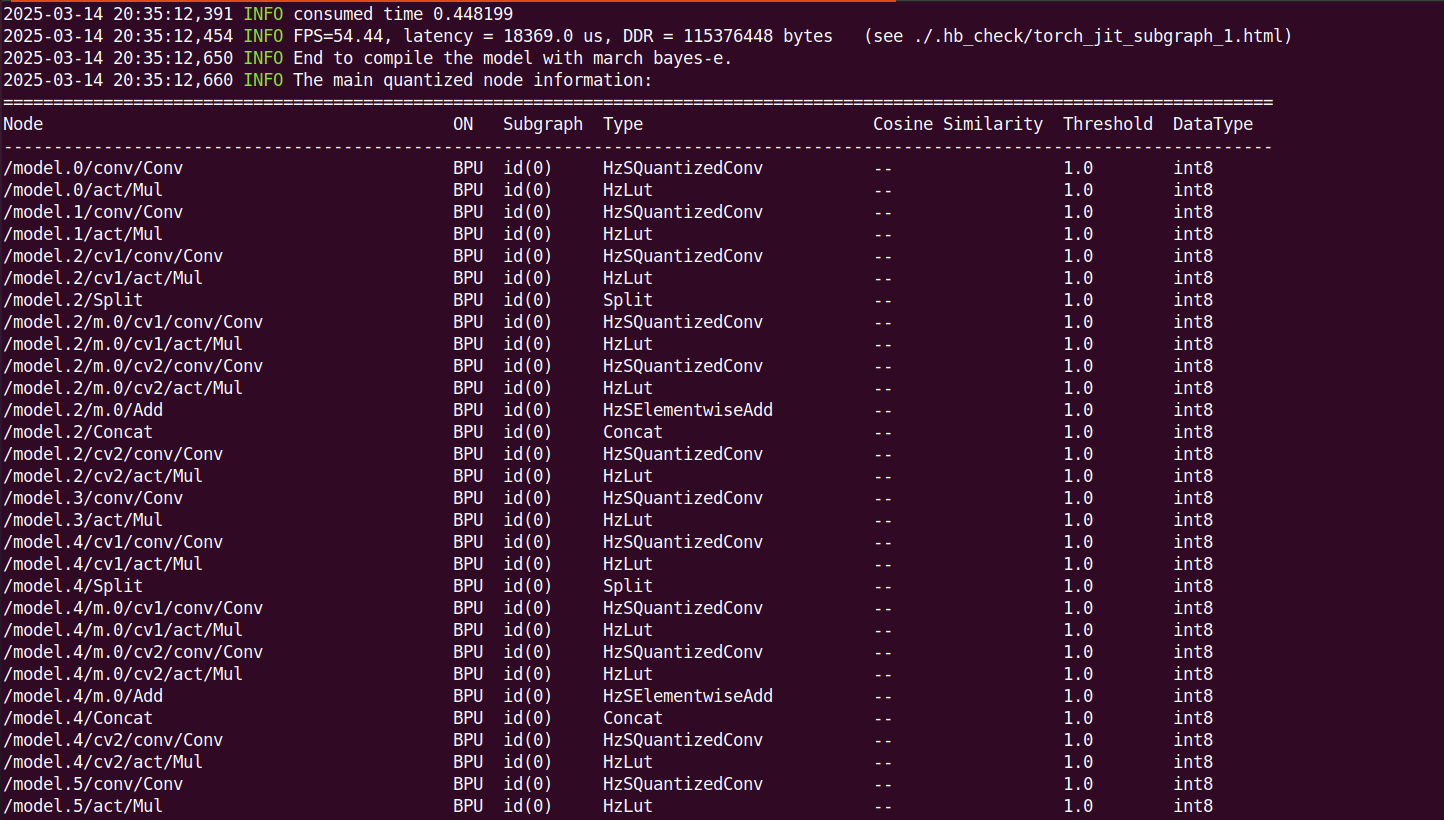 2025-03-14 20:35:12,391 INFO consumed time 0.448199
2025-03-14 20:35:12,454 INFO FPS=54.44, latency = 18369.0 us, DDR = 115376448 bytes   (see ./.hb_check/torch_jit_subgraph_1.html)
2025-03-14 20:35:12,650 INFO End to compile the model with march bayes-e.
2025-03-14 20:35:12,660 INFO The main quantized node information:
===============================================================================================================================
Node                                         ON   Subgraph  Type                       Cosine Similarity  Threshold  DataType
-------------------------------------------------------------------------------------------------------------------------------
/model.0/conv/Conv                           BPU  id(0)     HzSQuantizedConv           --                 1.0        int8
/model.0/act/Mul                             BPU  id(0)     HzLut                      --                 1.0        int8
/model.1/conv/Conv                           BPU  id(0)     HzSQuantizedConv           --                 1.0        int8
/model.1/act/Mul                             BPU  id(0)     HzLut                      --                 1.0        int8
/model.2/cv1/conv/Conv                       BPU  id(0)     HzSQuantizedConv           --                 1.0        int8
/model.2/cv1/act/Mul                         BPU  id(0)     HzLut                      --                 1.0        int8
/model.2/Split                               BPU  id(0)     Split                      --                 1.0        int8
/model.2/m.0/cv1/conv/Conv                   BPU  id(0)     HzSQuantizedConv           --                 1.0        int8
/model.2/m.0/cv1/act/Mul                     BPU  id(0)     HzLut                      --                 1.0        int8
/model.2/m.0/cv2/conv/Conv                   BPU  id(0)     HzSQuantizedConv           --                 1.0        int8
/model.2/m.0/cv2/act/Mul                     BPU  id(0)     HzLut                      --                 1.0        int8
/model.2/m.0/Add                             BPU  id(0)     HzSElementwiseAdd          --                 1.0        int8
/model.2/Concat                              BPU  id(0)     Concat                     --                 1.0        int8
/model.2/cv2/conv/Conv                       BPU  id(0)     HzSQuantizedConv           --                 1.0        int8
/model.2/cv2/act/Mul                         BPU  id(0)     HzLut                      --                 1.0        int8
/model.3/conv/Conv                           BPU  id(0)     HzSQuantizedConv           --                 1.0        int8
/model.3/act/Mul                             BPU  id(0)     HzLut                      --                 1.0        int8
/model.4/cv1/conv/Conv                       BPU  id(0)     HzSQuantizedConv           --                 1.0        int8
/model.4/cv1/act/Mul                         BPU  id(0)     HzLut                      --                 1.0        int8
/model.4/Split                               BPU  id(0)     Split                      --                 1.0        int8
/model.4/m.0/cv1/conv/Conv                   BPU  id(0)     HzSQuantizedConv           --                 1.0        int8
/model.4/m.0/cv1/act/Mul                     BPU  id(0)     HzLut                      --                 1.0        int8
/model.4/m.0/cv2/conv/Conv                   BPU  id(0)     HzSQuantizedConv           --                 1.0        int8
/model.4/m.0/cv2/act/Mul                     BPU  id(0)     HzLut                      --                 1.0        int8
/model.4/m.0/Add                             BPU  id(0)     HzSElementwiseAdd          --                 1.0        int8
/model.4/Concat                              BPU  id(0)     Concat                     --                 1.0        int8
/model.4/cv2/conv/Conv                       BPU  id(0)     HzSQuantizedConv           --                 1.0        int8
/model.4/cv2/act/Mul                         BPU  id(0)     HzLut                      --                 1.0        int8
/model.5/conv/Conv                           BPU  id(0)     HzSQuantizedConv           --                 1.0        int8
/model.5/act/Mul                             BPU  id(0)     HzLut                      --                 1.0        int8